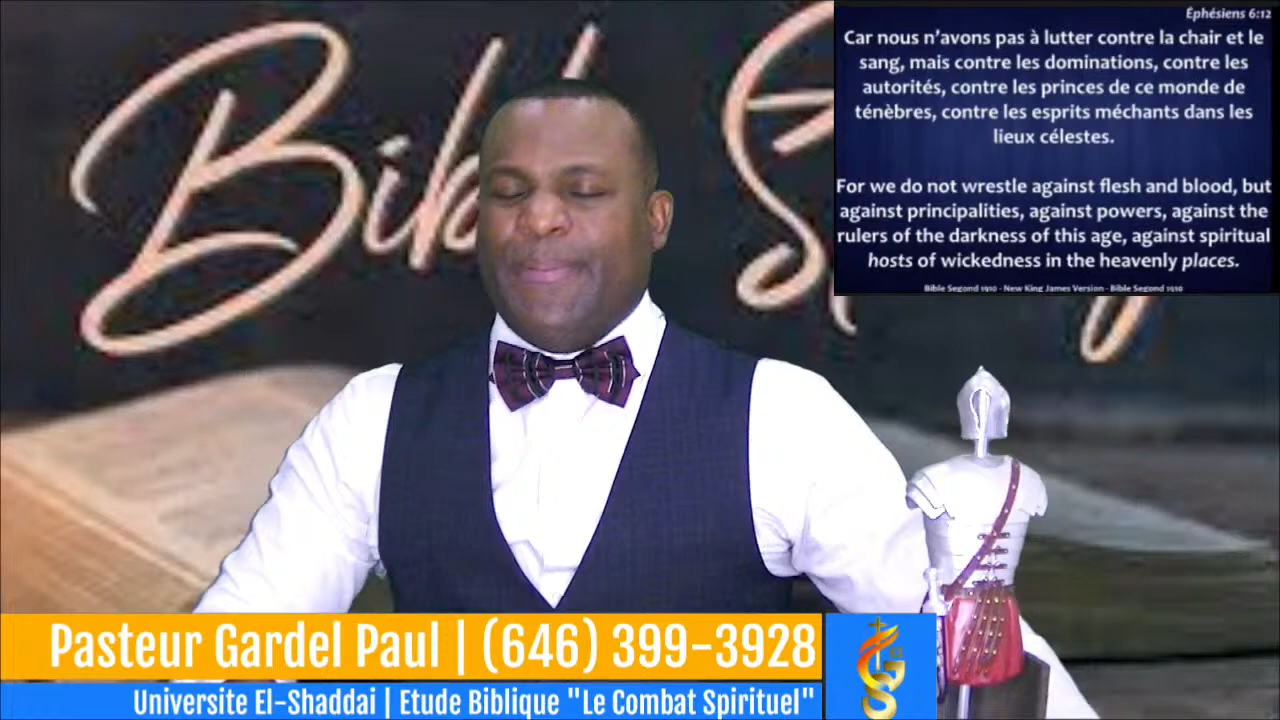 Bible Study
Éphésiens 6:12
Car nous n'avons pas à lutter contre la chair et le
sang, mais contre les dominations, contre les
autorités, contre les princes de ce monde de
ténèbres, contre les esprits méchants dans les
lieux célestes.
For we do not wrestle against flesh and blood, but
against principalities, against powers, against the
rulers of the darkness of this age, against spiritual
hosts of wickedness in the heavenly places.
Bible Segond 1910 - New King James Version - Bible Segond 1910
Pasteur Gardel Paul | (646) 399-3928
Universite El-Shaddai | Etude Biblique "Le Combat Spirituel"